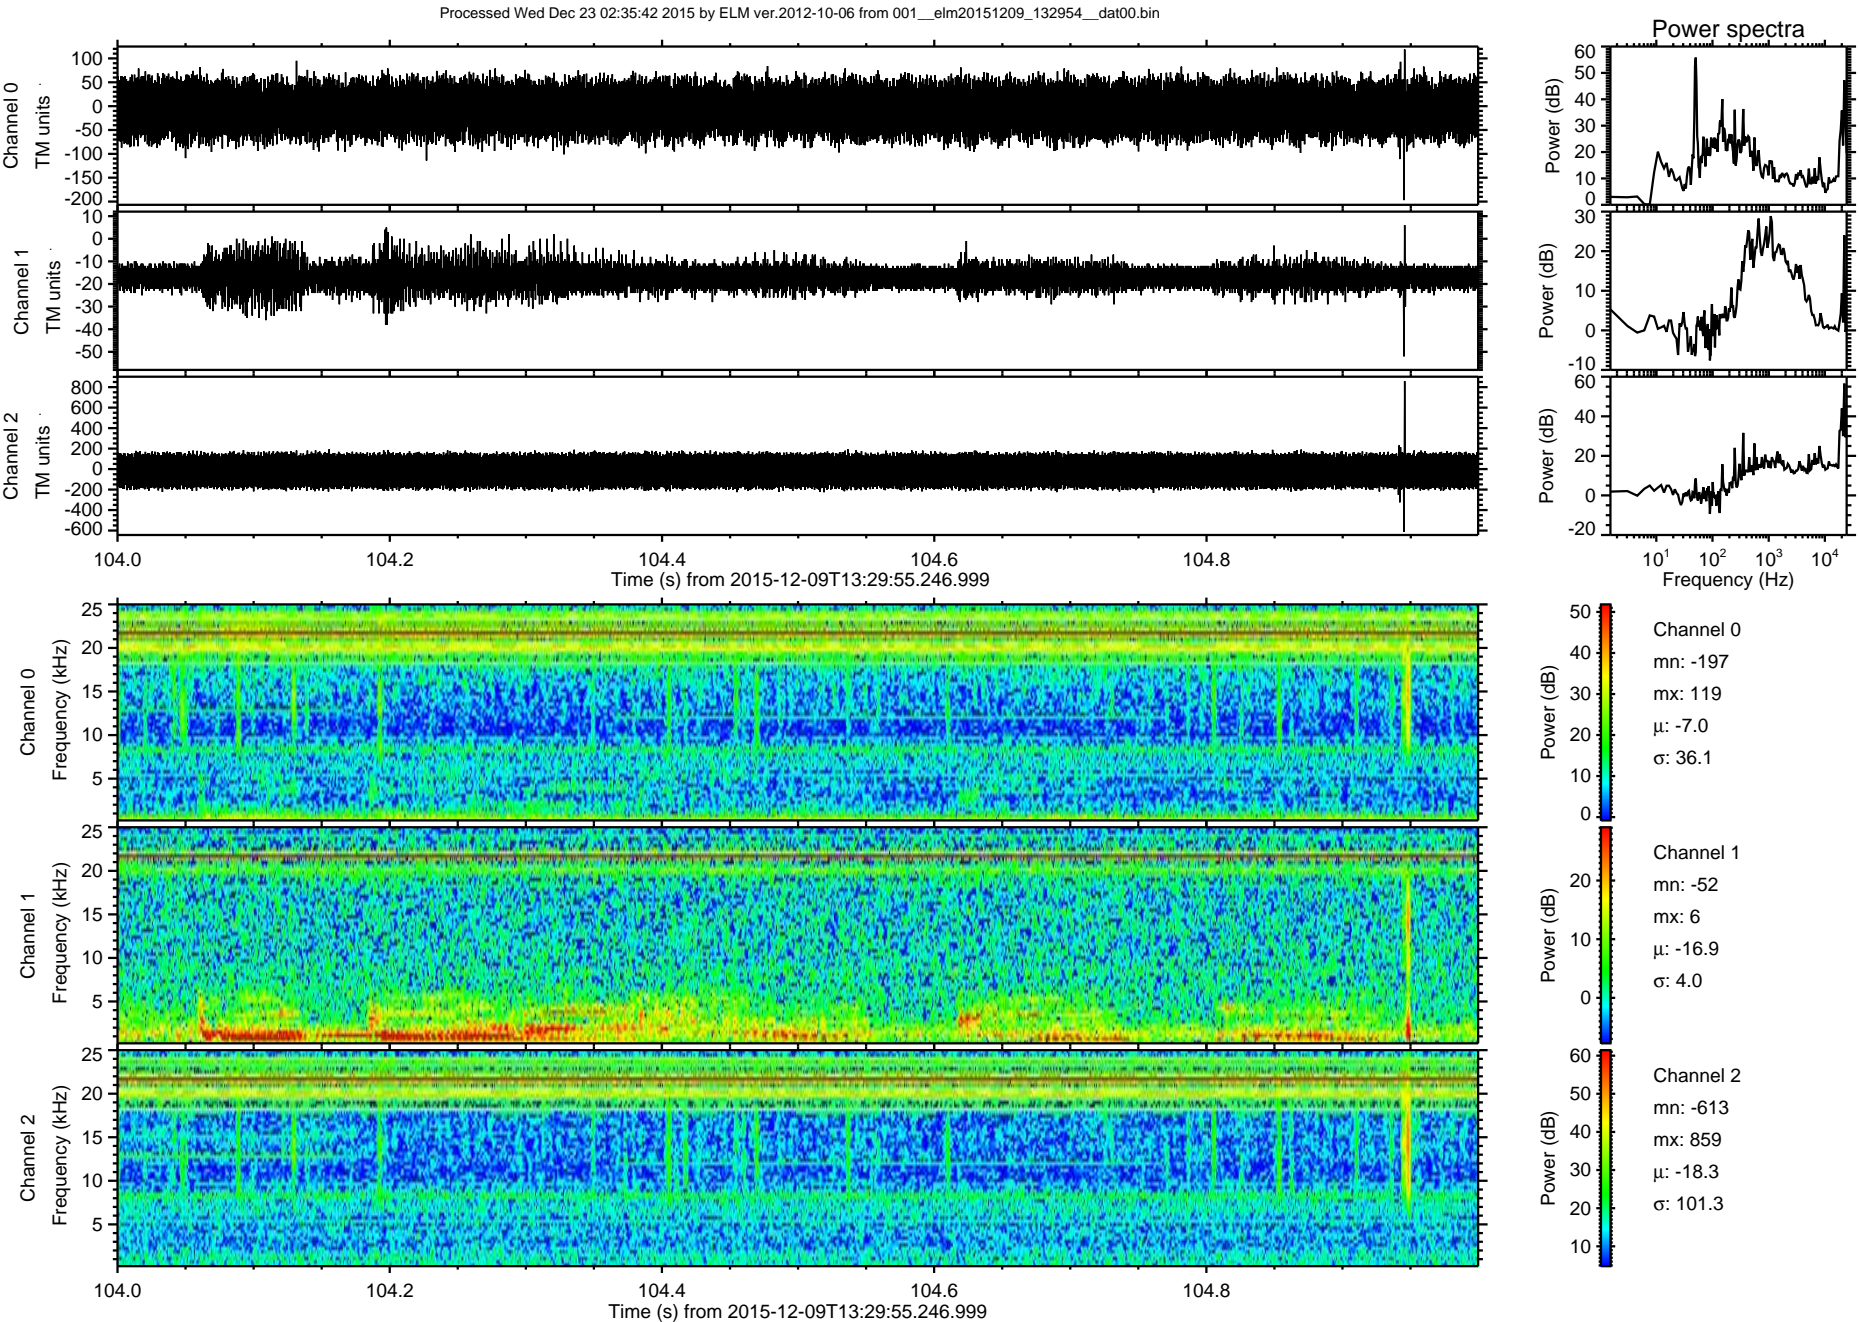 Processed Wed Dec 23 02:35:42 2015 by ELM ver.2012-10-06 from 001__elm20151209_132954__dat00.bin
Power spectra
Channel 0
TM units
100
50
0
-50
-100
-150
-200
Power (dB)
60
50
40
30
20
10
0
Channel 1
TM units
10
0
-10
-20
-30
-40
-50
Power (dB)
30
20
10
0
-10
Channel 2
TM units
800
600
400
200
0
-200
-400
-600
Power (dB)
60
40
20
0
-20
104.0 104.2 104.4 104.6 104.8
Time (s) from 2015-12-09T13:29:55.246.999
10¹ 10² 10³ 10⁴
Frequency (Hz)
Channel 0
Frequency (kHz)
25
20
15
10
5
Power (dB)
50
40
30
20
10
0
Channel 0
mn: -197
mx: 119
μ: -7.0
σ: 36.1
Channel 1
Frequency (kHz)
25
20
15
10
5
Power (dB)
20
10
0
Channel 1
mn: -52
mx: 6
μ: -16.9
σ: 4.0
Channel 2
Frequency (kHz)
25
20
15
10
5
Power (dB)
60
50
40
30
20
10
Channel 2
mn: -613
mx: 859
μ: -18.3
σ: 101.3
104.0 104.2 104.4 104.6 104.8
Time (s) from 2015-12-09T13:29:55.246.999